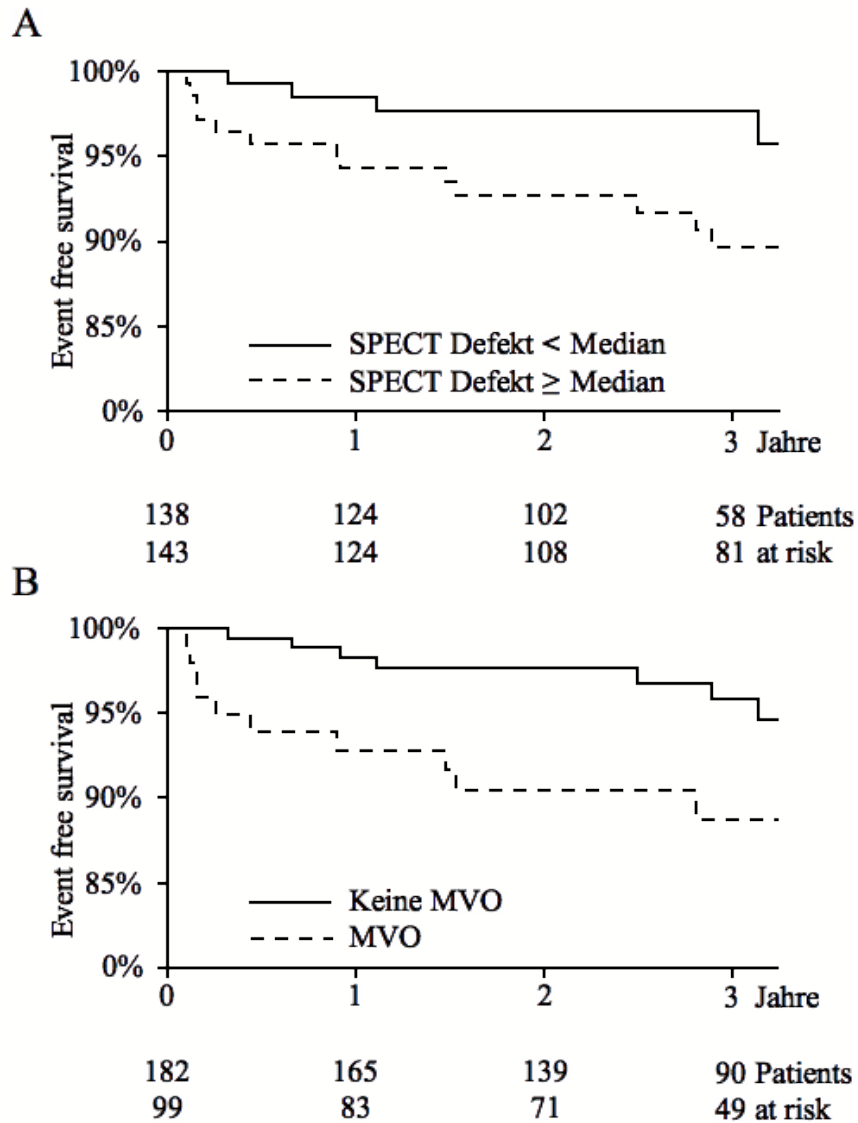 A
100%
95%
90%
85%
0%
Event free survival
SPECT Defekt < Median
SPECT Defekt ≥ Median
0 1 2 3 Jahre
138 124 102 58 Patients
143 124 108 81 at risk
B
100%
95%
90%
85%
0%
Event free survival
Keine MVO
MVO
0 1 2 3 Jahre
182 165 139 90 Patients
99 83 71 49 at risk